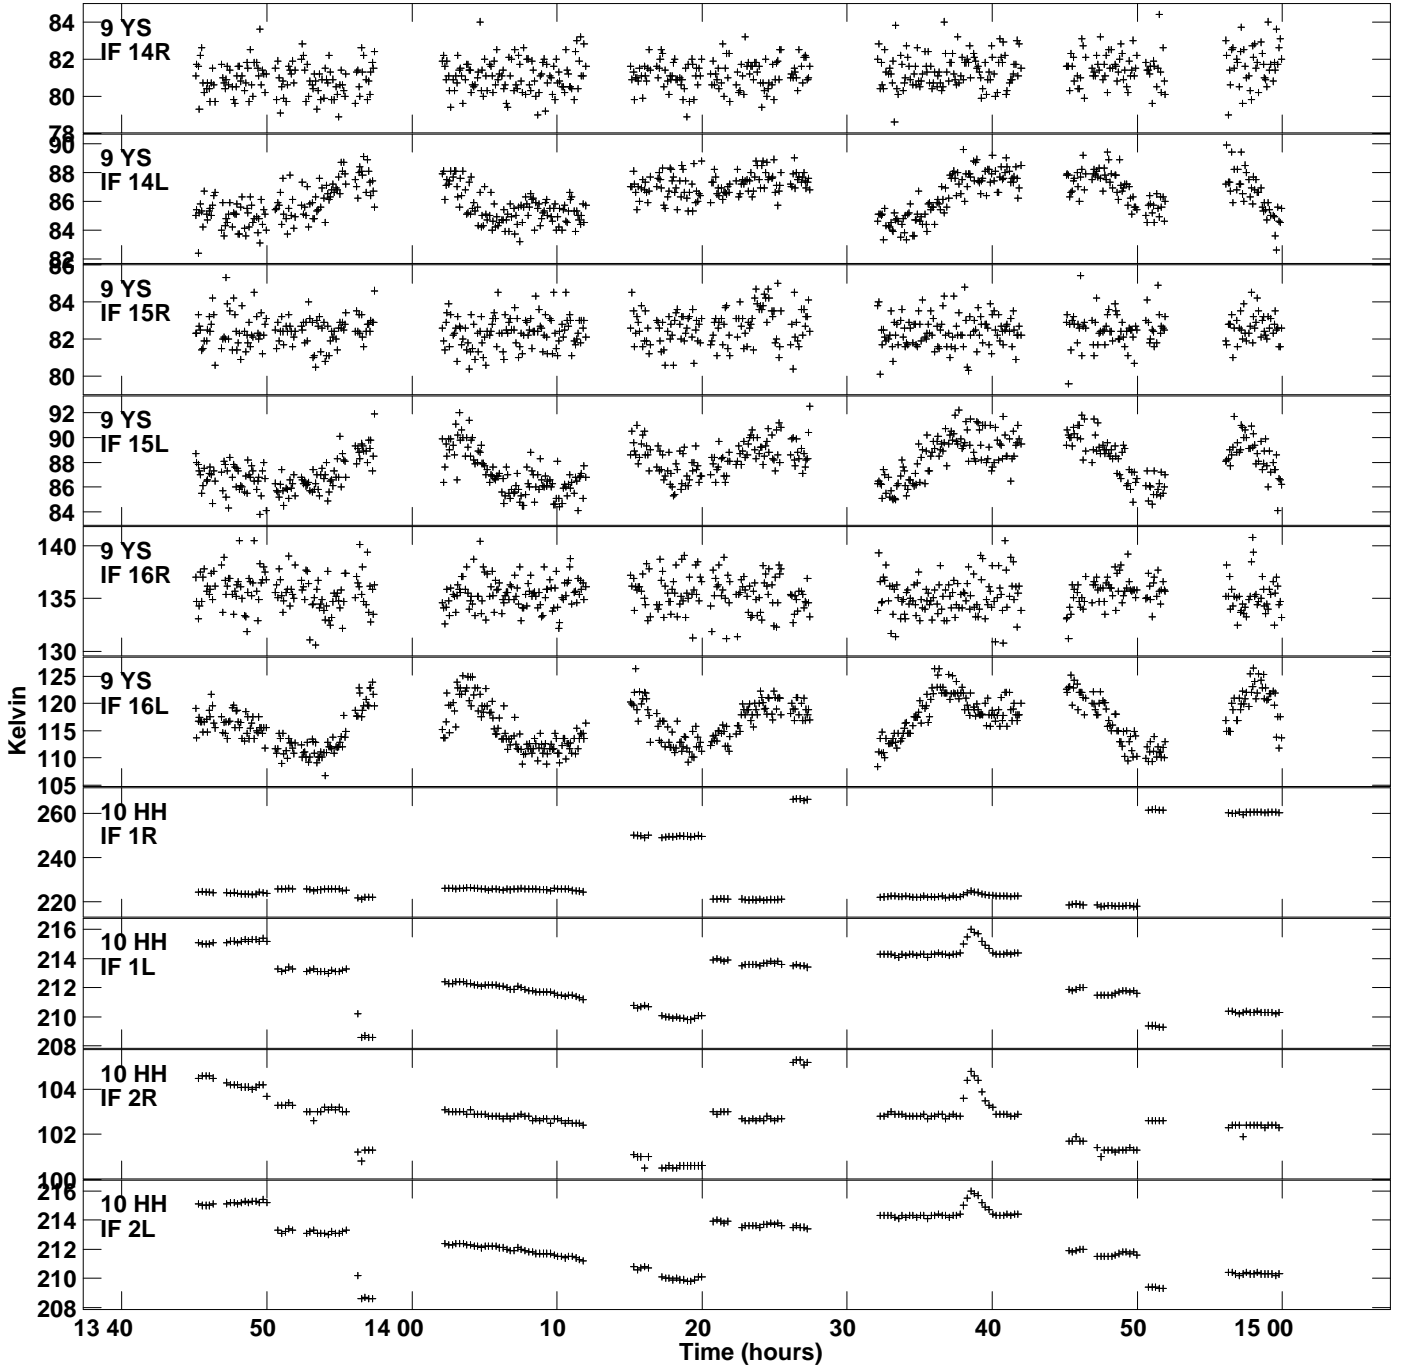 84
82
80
78
9 YS
IF 14R
90
88
86
84
82
9 YS
IF 14L
86
84
82
80
9 YS
IF 15R
92
90
88
86
84
9 YS
IF 15L
140
135
130
9 YS
IF 16R
125
120
115
110
105
9 YS
IF 16L
Kelvin
260
240
220
10 HH
IF 1R
216
214
212
210
208
10 HH
IF 1L
104
102
100
10 HH
IF 2R
216
214
212
210
208
10 HH
IF 2L
13 40 50 14 00 10 20 30 40 50 15 00
Time (hours)